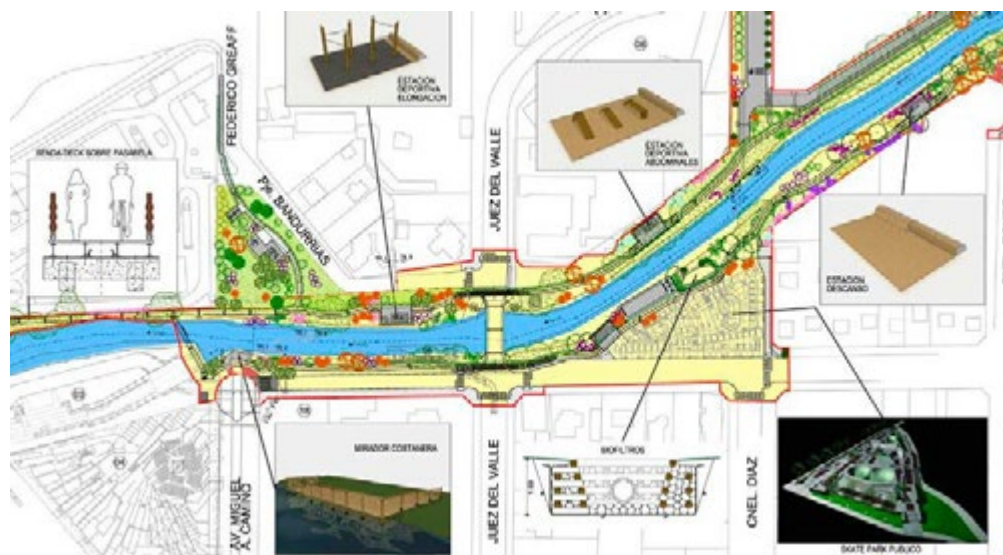 ESTACION
DEPORTIVA
ELONGACION
FEDERICO GREAFF
JUEZ DEL VALLE
ESTACION
DEPORTIVA
ABDOMINALES
SENDA-DECK SOBRE PASARELA
Pje. BANDURRIAS
ESTACION
DESCANSO
MIRADOR COSTANERA
BIOFILTROS
AV. MIGUEL
A. CAMINO
JUEZ DEL VALLE
CNEL DIAZ
SKATE PARK PUBLICO